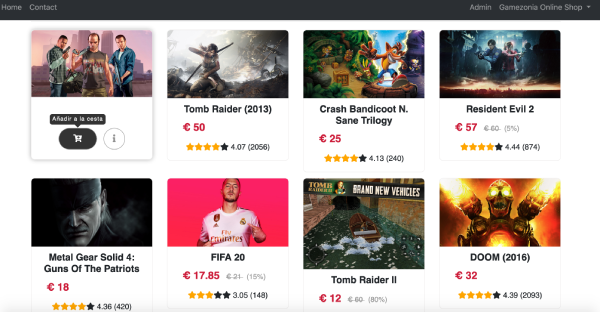 Home Contact Admin Gamezonia Online Shop
Añadir a la cesta
Tomb Raider (2013)
€ 50
4.07 (2056)
Crash Bandicoot N.
Sane Trilogy
€ 25
4.13 (240)
Resident Evil 2
€ 57 € 60 (5%)
4.44 (874)
Metal Gear Solid 4:
Guns Of The Patriots
€ 18
4.36 (420)
Fly
Emirates
FIFA 20
€ 17.85 € 21 (15%)
3.05 (148)
TOMB
RAIDER II
BRAND NEW VEHICLES
Tomb Raider II
€ 12 € 60 (80%)
DOOM (2016)
€ 32
4.39 (2093)